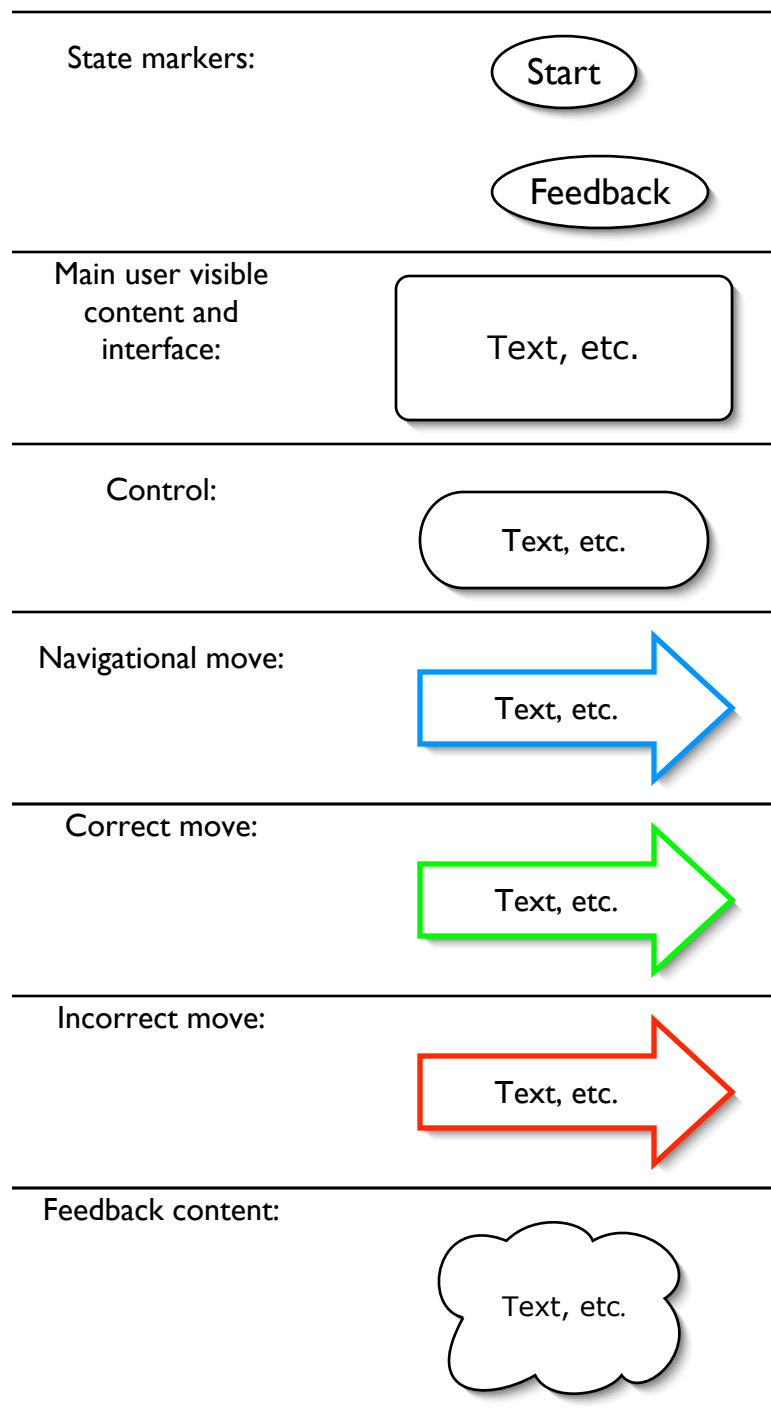 State markers:
Start
Feedback
Main user visible
content and
interface:
Text, etc.
Control:
Text, etc.
Navigational move:
Text, etc.
Correct move:
Text, etc.
Incorrect move:
Text, etc.
Feedback content:
Text, etc.